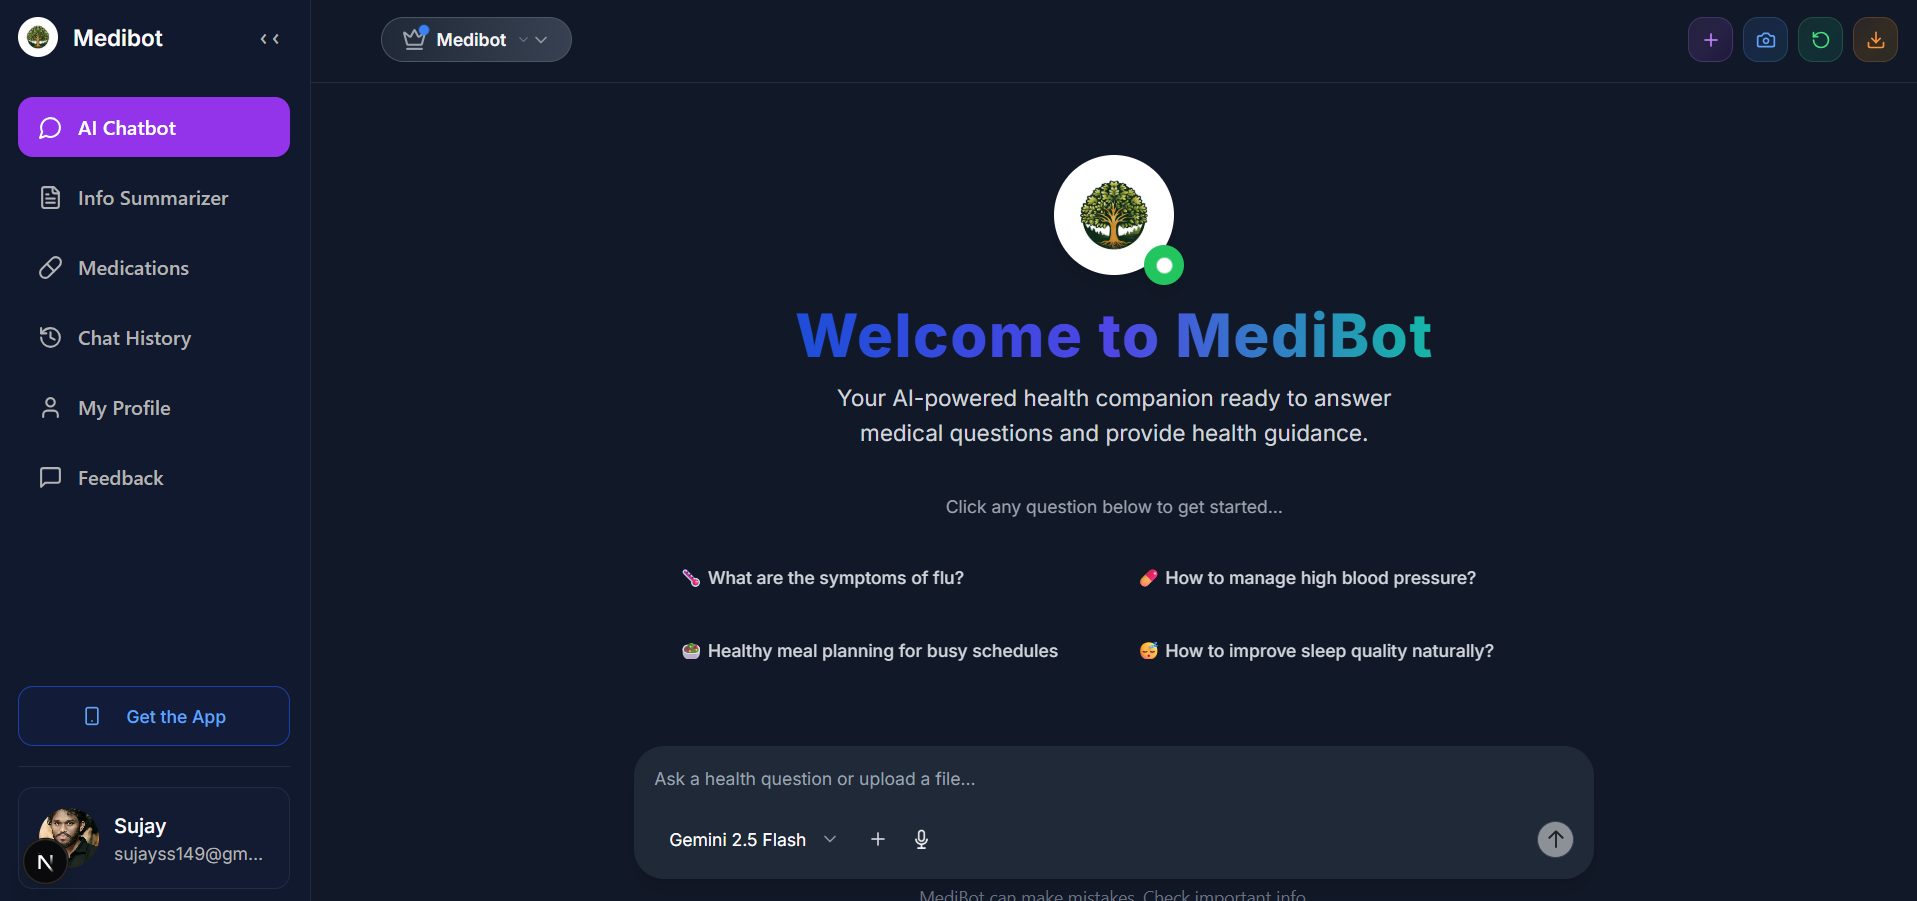 Medibot
Medibot
AI Chatbot
Info Summarizer
Medications
Chat History
My Profile
Feedback
Get the App
Sujay
sujayss149@gm...
N
Welcome to MediBot
Your AI-powered health companion ready to answer
medical questions and provide health guidance.
Click any question below to get started...
What are the symptoms of flu?
How to manage high blood pressure?
Healthy meal planning for busy schedules
How to improve sleep quality naturally?
Ask a health question or upload a file...
Gemini 2.5 Flash
MediBot can make mistakes. Check important info.